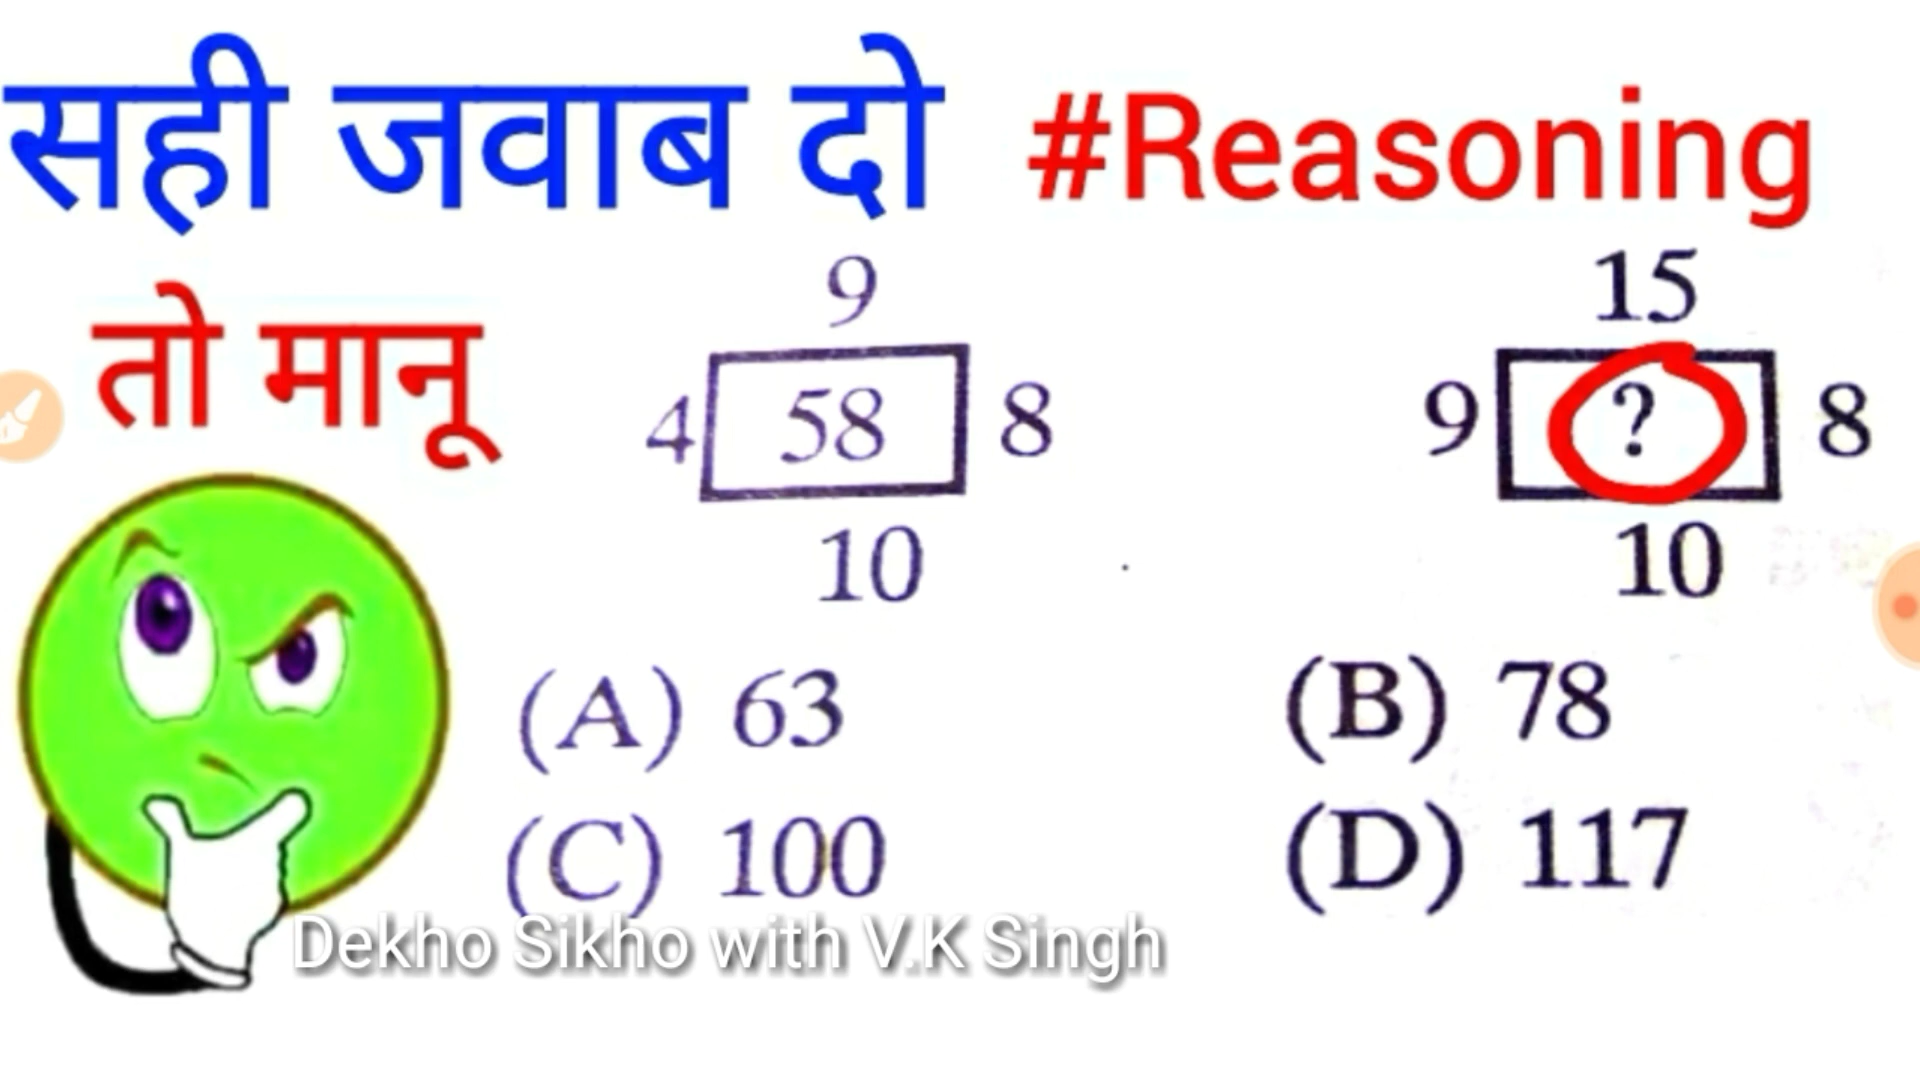 सही जवाब दो #Reasoning
तो मानू
9 15
4 58 8 9 ? 8
10 10
(A) 63 (B) 78
(C) 100 (D) 117
Dekho Sikho with V.K Singh